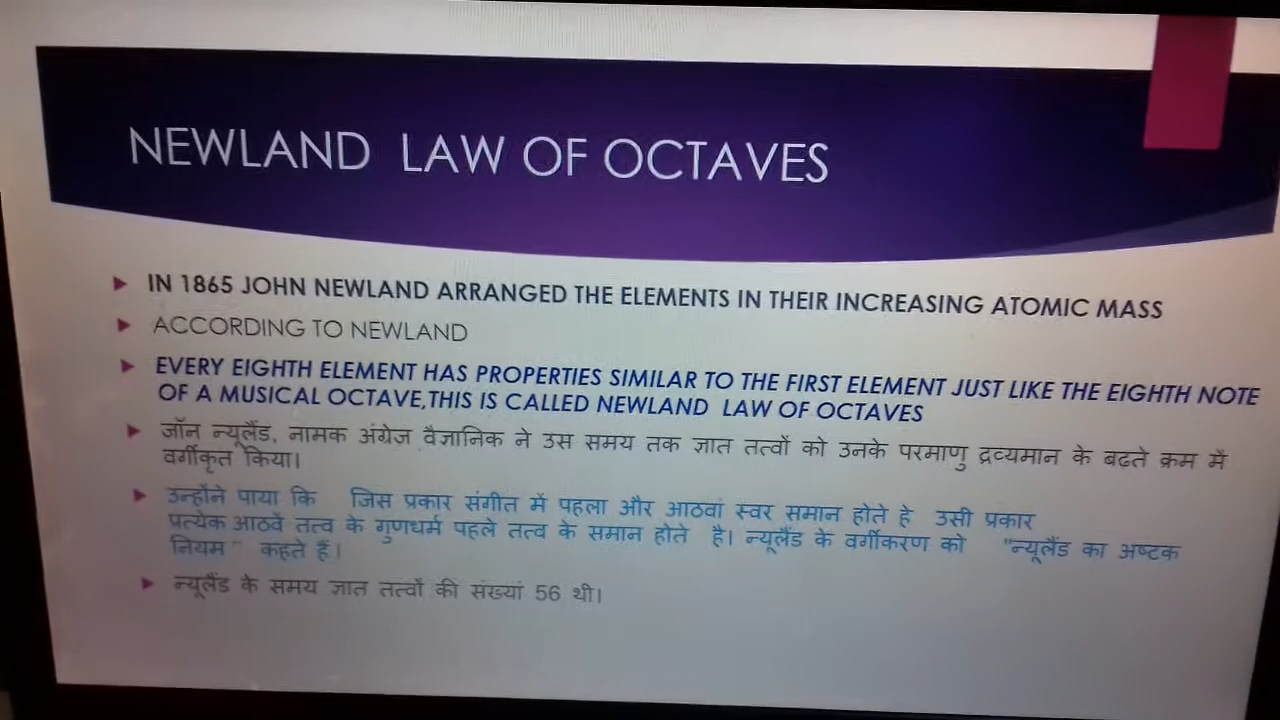 NEWLAND LAW OF OCTAVES
IN 1865 JOHN NEWLAND ARRANGED THE ELEMENTS IN THEIR INCREASING ATOMIC MASS
ACCORDING TO NEWLAND
EVERY EIGHTH ELEMENT HAS PROPERTIES SIMILAR TO THE FIRST ELEMENT JUST LIKE THE EIGHTH NOTE
OF A MUSICAL OCTAVE,THIS IS CALLED NEWLAND LAW OF OCTAVES
जॉन न्यूलैंड, नामक अंग्रेज वैज्ञानिक ने उस समय तक ज्ञात तत्वों को उनके परमाणु द्रव्यमान के बढ़ते क्रम में
वर्गीकृत किया।
उन्होंने पाया कि जिस प्रकार संगीत में पहला और आठवां स्वर समान होते हे उसी प्रकार
प्रत्येक आठवें तत्व के गुणधर्म पहले तत्व के समान होते है। न्यूलैंड के वर्गीकरण को "न्यूलैंड का अष्टक
नियम" कहते हैं।
न्यूलैंड के समय ज्ञात तत्वों की संख्यां 56 थी।